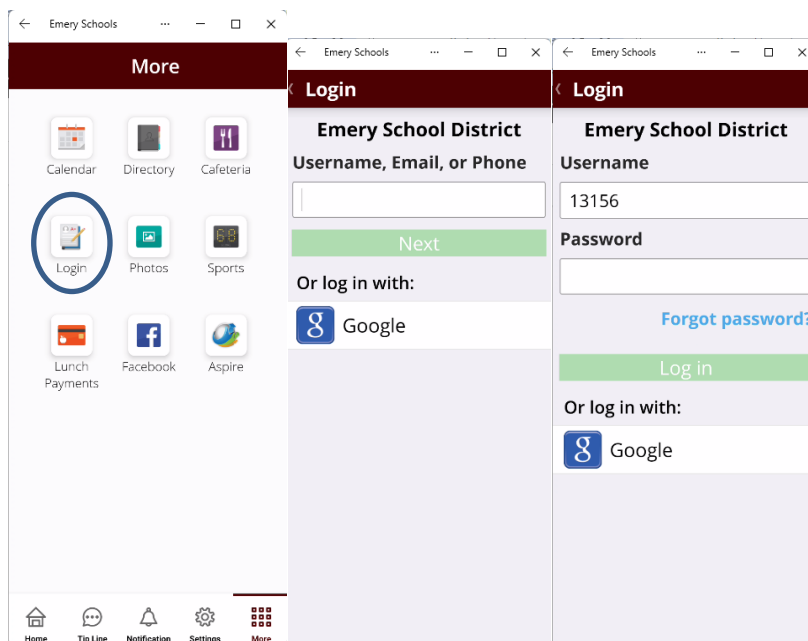 Emery Schools
More
Calendar Directory Cafeteria
Login Photos Sports
Lunch Payments
Facebook Aspire
Home Tip Line Notification Settings More
Emery Schools
Login
Emery School District
Username, Email, or Phone
Next
Or log in with:
Google
Emery Schools
Login
Emery School District
Username
13156
Password
Forgot password?
Log in
Or log in with:
Google